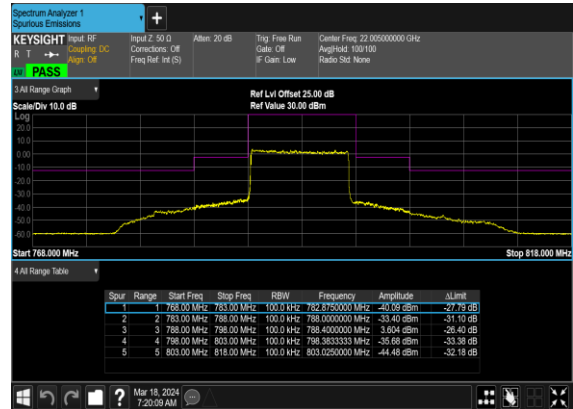 Spectrum Analyzer 1
Spurious Emissions
+
KEYSIGHT Input: RF Input Z: 50 Ω Atten: 20 dB Trig: Free Run Center Freq: 22.005000000 GHz
R T Coupling: DC Corrections: Off Gate: Off Avg|Hold: 100/100
Align: Off Freq Ref: Int (S) IF Gain: Low Radio Std: None
PASS
3 All Range Graph
Ref Lvl Offset 25.00 dB
Scale/Div 10.0 dB Ref Value 30.00 dBm
Log
20.0
10.0
0.00
-10.0
-20.0
-30.0
-40.0
-50.0
-60.0
Start 768.000 MHz Stop 818.000 MHz
4 All Range Table
Spur Range Start Freq Stop Freq RBW Frequency Amplitude ΔLimit
1 1 768.00 MHz 783.00 MHz 100.0 kHz 782.8750000 MHz -40.09 dBm -27.79 dB
2 2 783.00 MHz 788.00 MHz 100.0 kHz 788.0000000 MHz -33.40 dBm -31.10 dB
3 3 788.00 MHz 798.00 MHz 100.0 kHz 788.4000000 MHz 3.604 dBm -26.40 dB
4 4 798.00 MHz 803.00 MHz 100.0 kHz 798.3833333 MHz -35.68 dBm -33.38 dB
5 5 803.00 MHz 818.00 MHz 100.0 kHz 803.0250000 MHz -44.48 dBm -32.18 dB
? Mar 18, 2024
7:20:09 AM